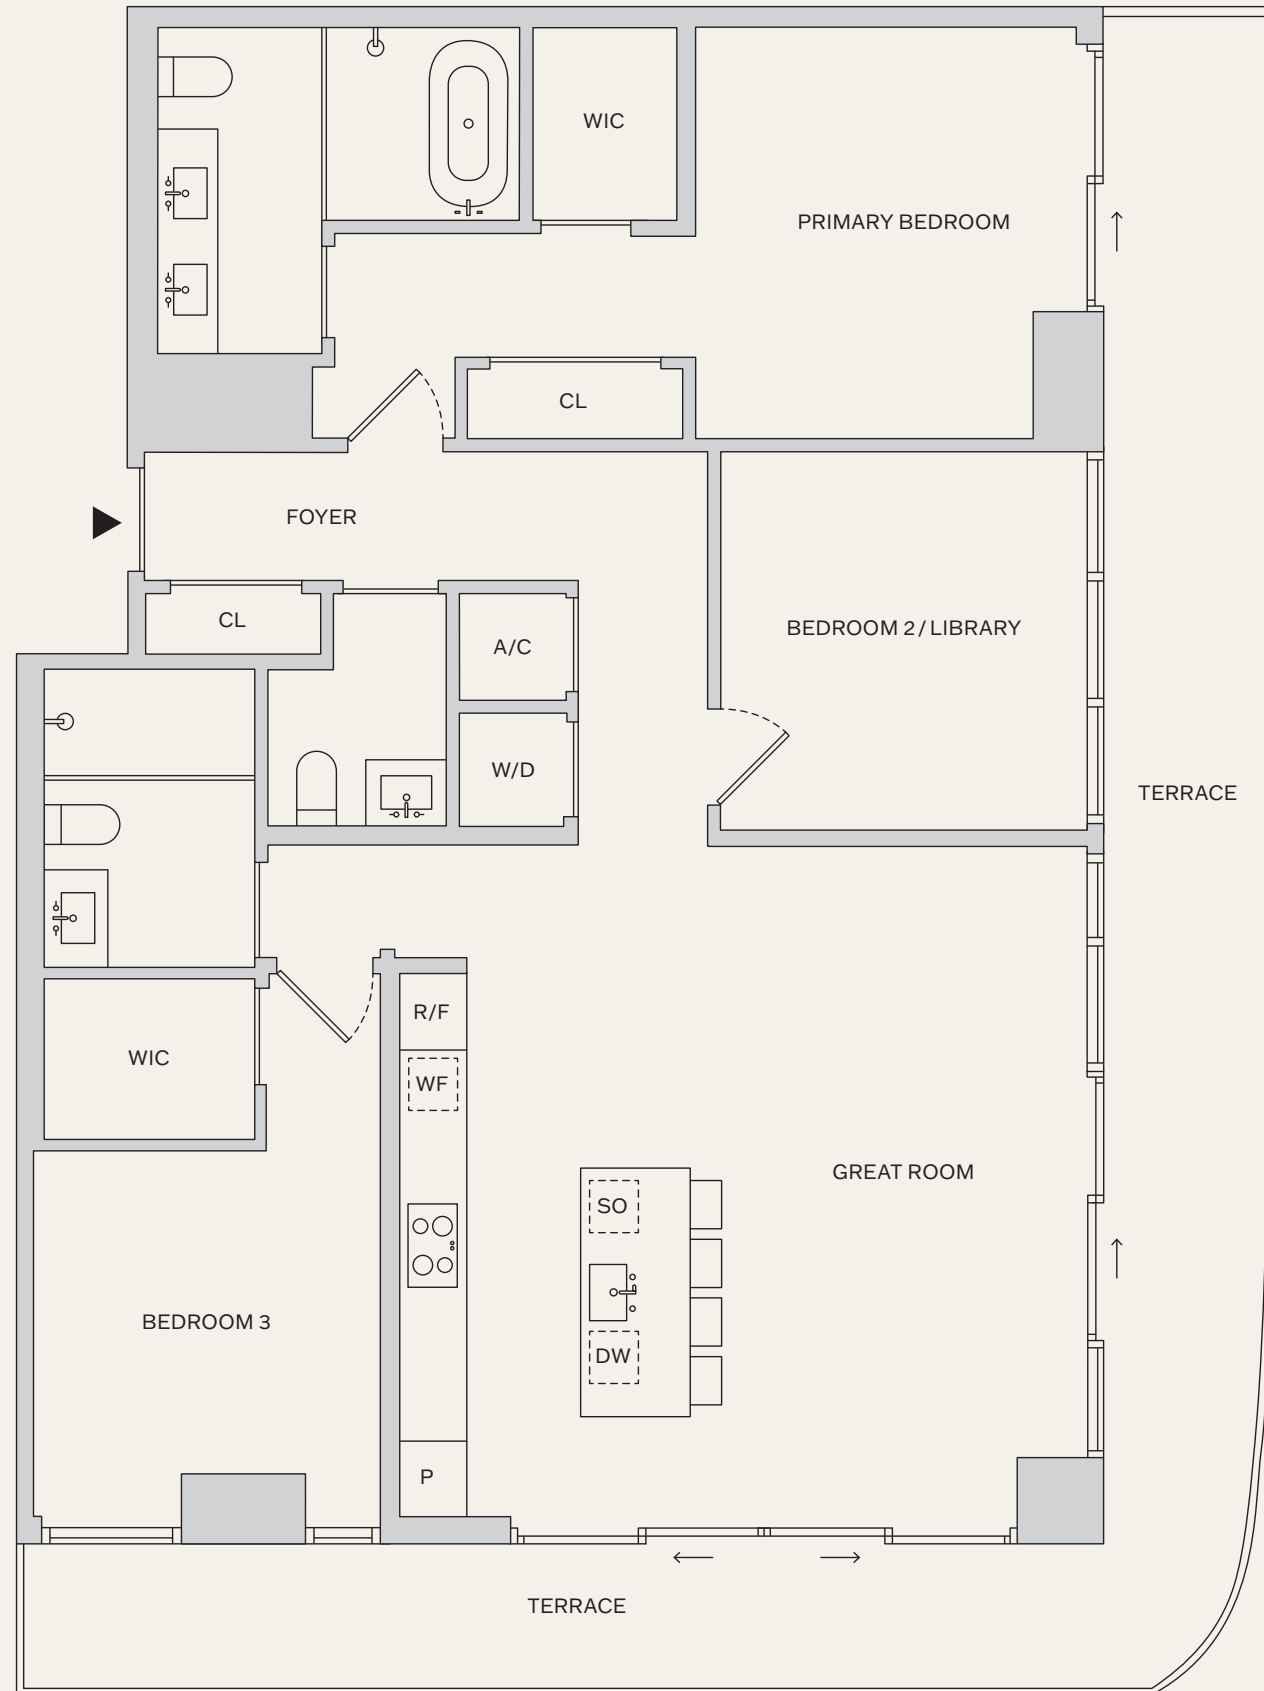 WIC
PRIMARY BEDROOM
CL
FOYER
CL
A/C
BEDROOM 2 / LIBRARY
W/D
TERRACE
R/F
WIC
WF
GREAT ROOM
SO
BEDROOM 3
DW
P
TERRACE